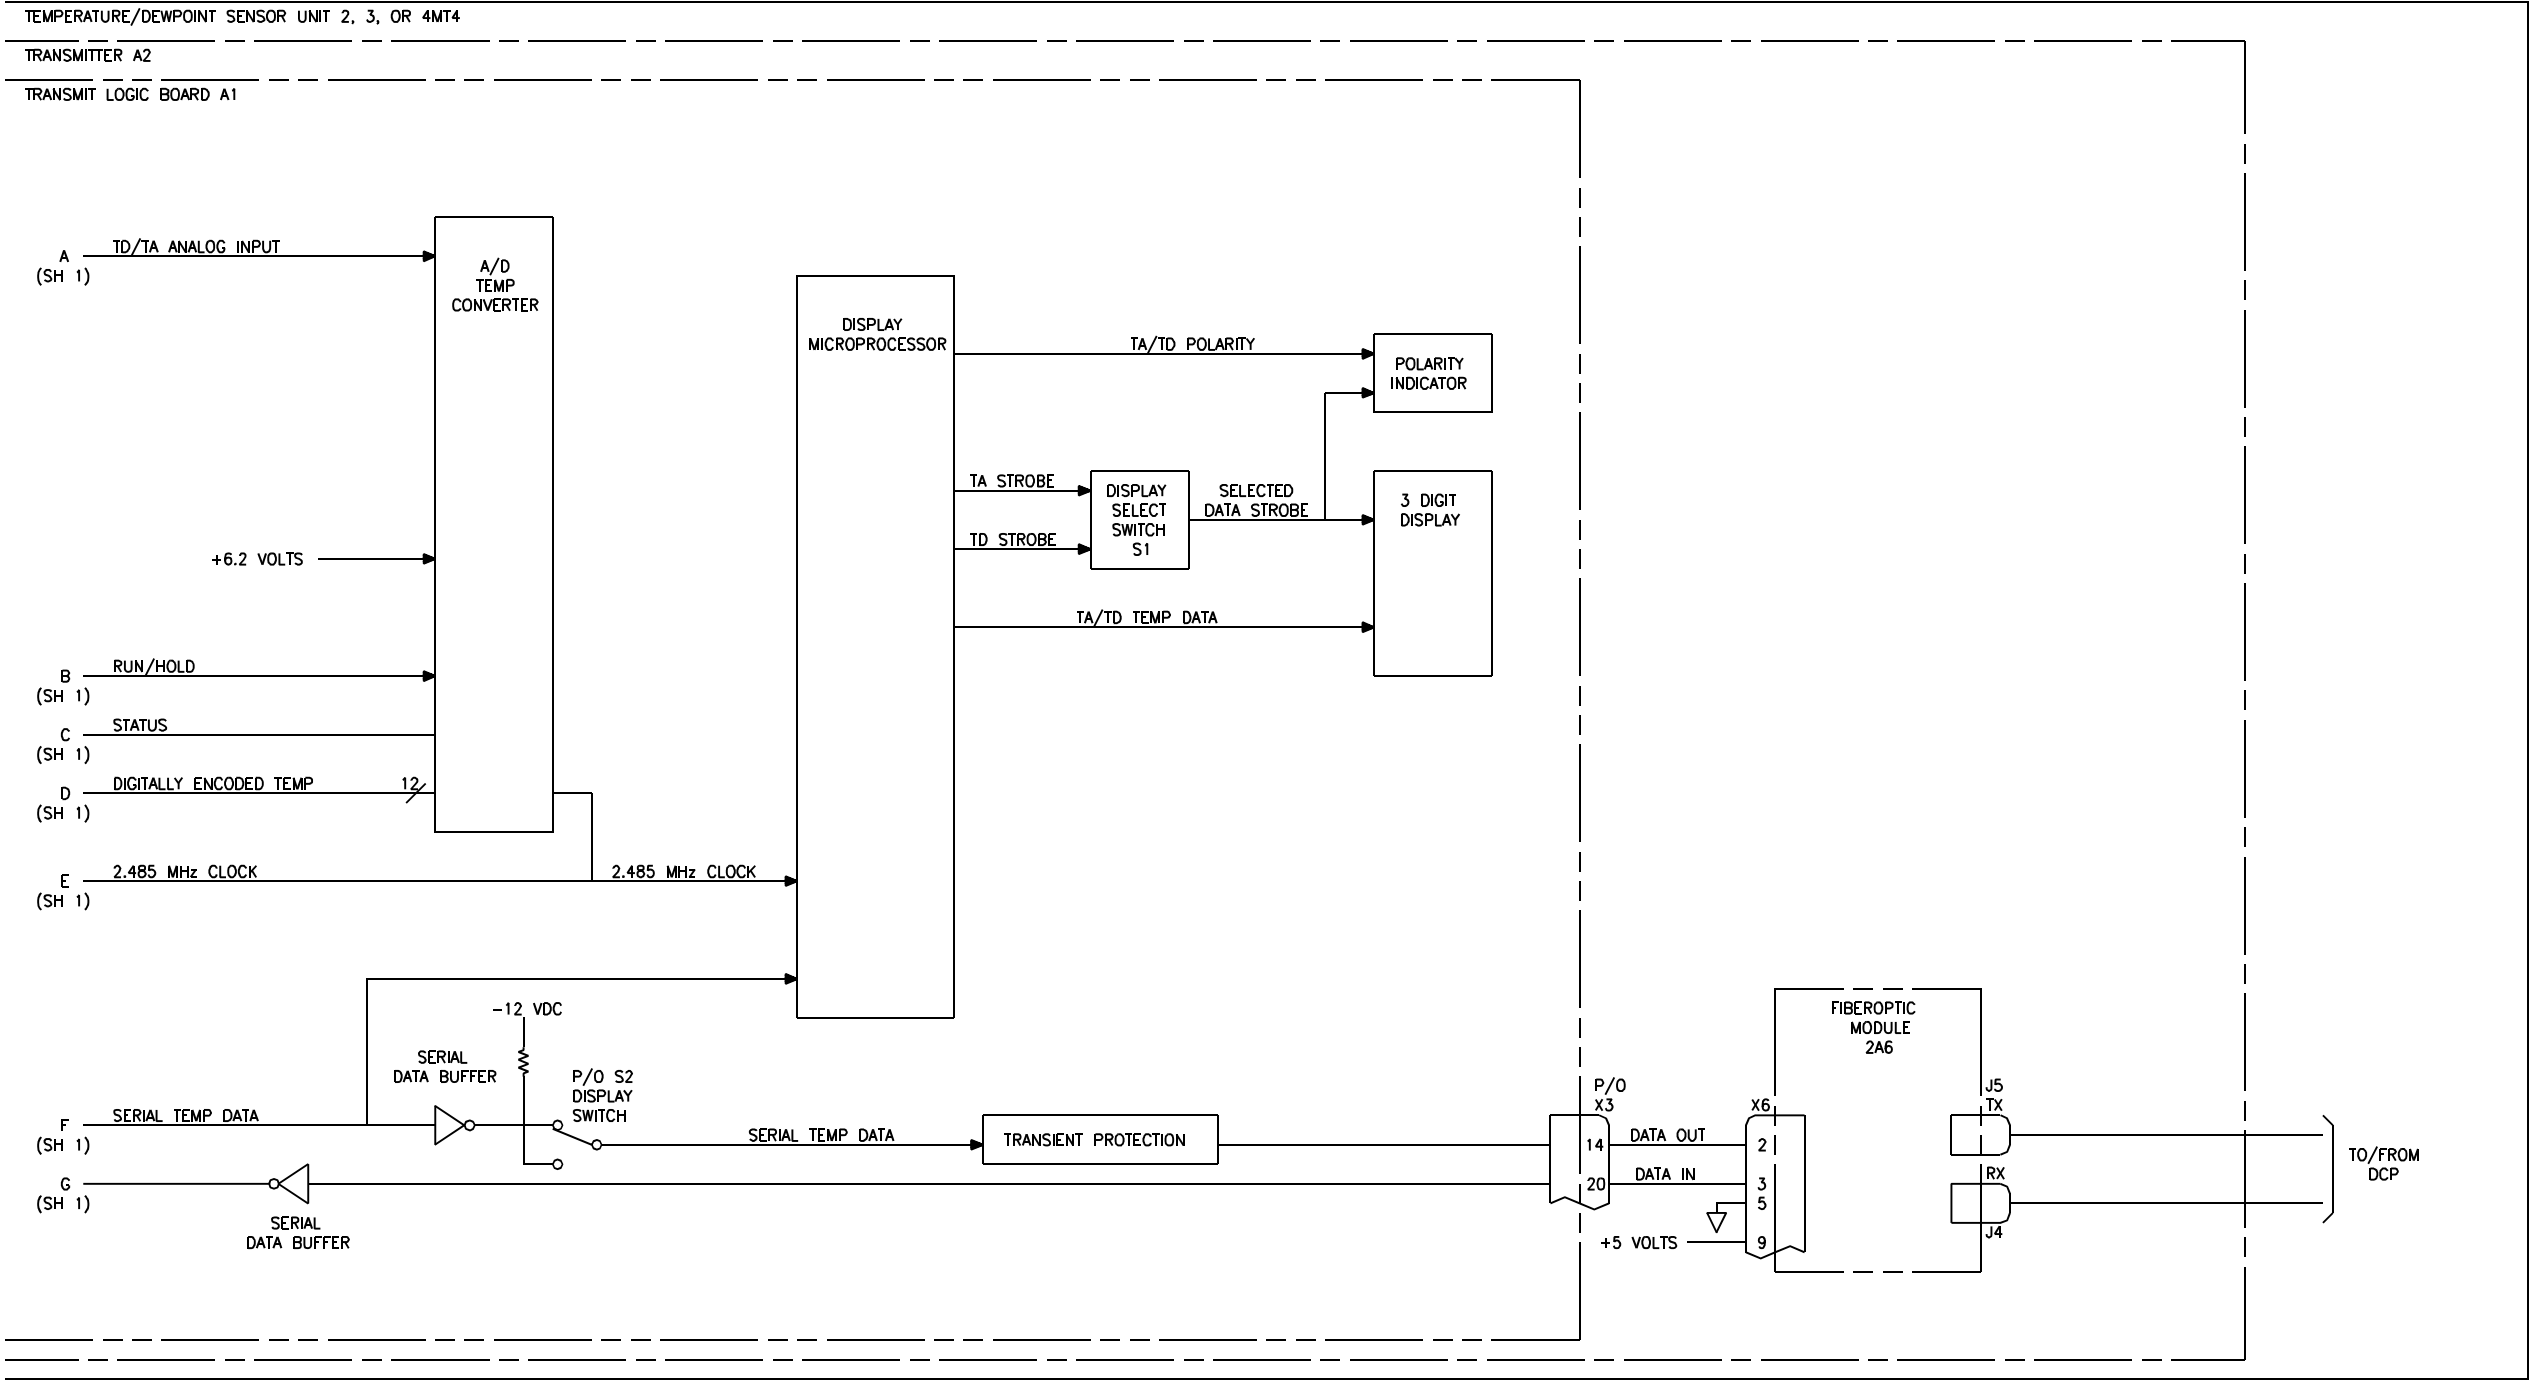 TEMPERATURE/DEWPOINT SENSOR UNIT 2, 3, OR 4MT4
TRANSMITTER A2
TRANSMIT LOGIC BOARD A1
A
(SH 1)
TD/TA ANALOG INPUT
A/D
TEMP
CONVERTER
+6.2 VOLTS
B
(SH 1)
RUN/HOLD
C
(SH 1)
STATUS
D
(SH 1)
DIGITALLY ENCODED TEMP
12
E
(SH 1)
2.485 MHz CLOCK
2.485 MHz CLOCK
DISPLAY
MICROPROCESSOR
TA/TD POLARITY
POLARITY
INDICATOR
TA STROBE
TD STROBE
DISPLAY
SELECT
SWITCH
S1
SELECTED
DATA STROBE
3 DIGIT
DISPLAY
TA/TD TEMP DATA
-12 VDC
SERIAL
DATA BUFFER
P/O S2
DISPLAY
SWITCH
F
(SH 1)
SERIAL TEMP DATA
SERIAL TEMP DATA
TRANSIENT PROTECTION
G
(SH 1)
SERIAL
DATA BUFFER
P/O
X3
14
20
DATA OUT
DATA IN
+5 VOLTS
X6
2
3
5
9
FIBEROPTIC
MODULE
2A6
J5
TX
RX
J4
TO/FROM
DCP